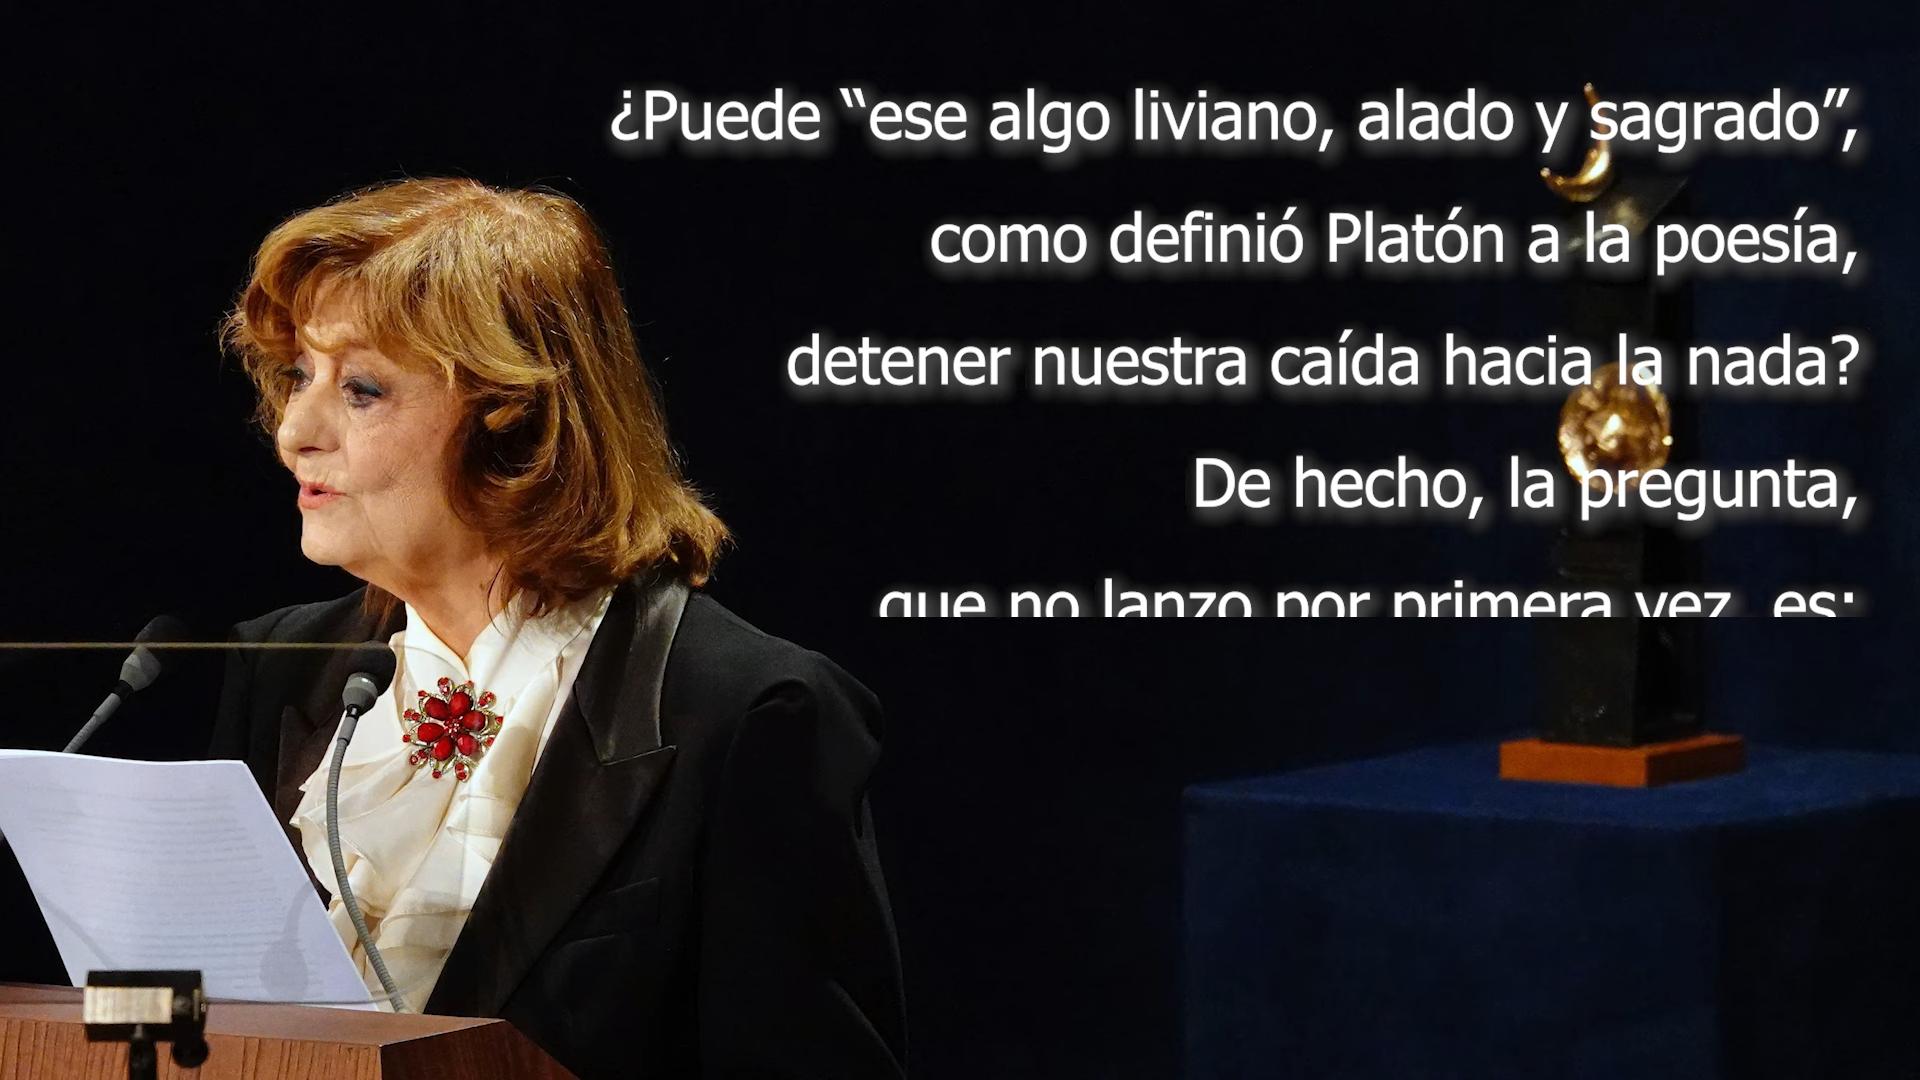 ¿Puede “ese algo liviano, alado y sagrado”,
como definió Platón a la poesía,
detener nuestra caída hacia la nada?
De hecho, la pregunta,
que no lanzo por primera vez, es: